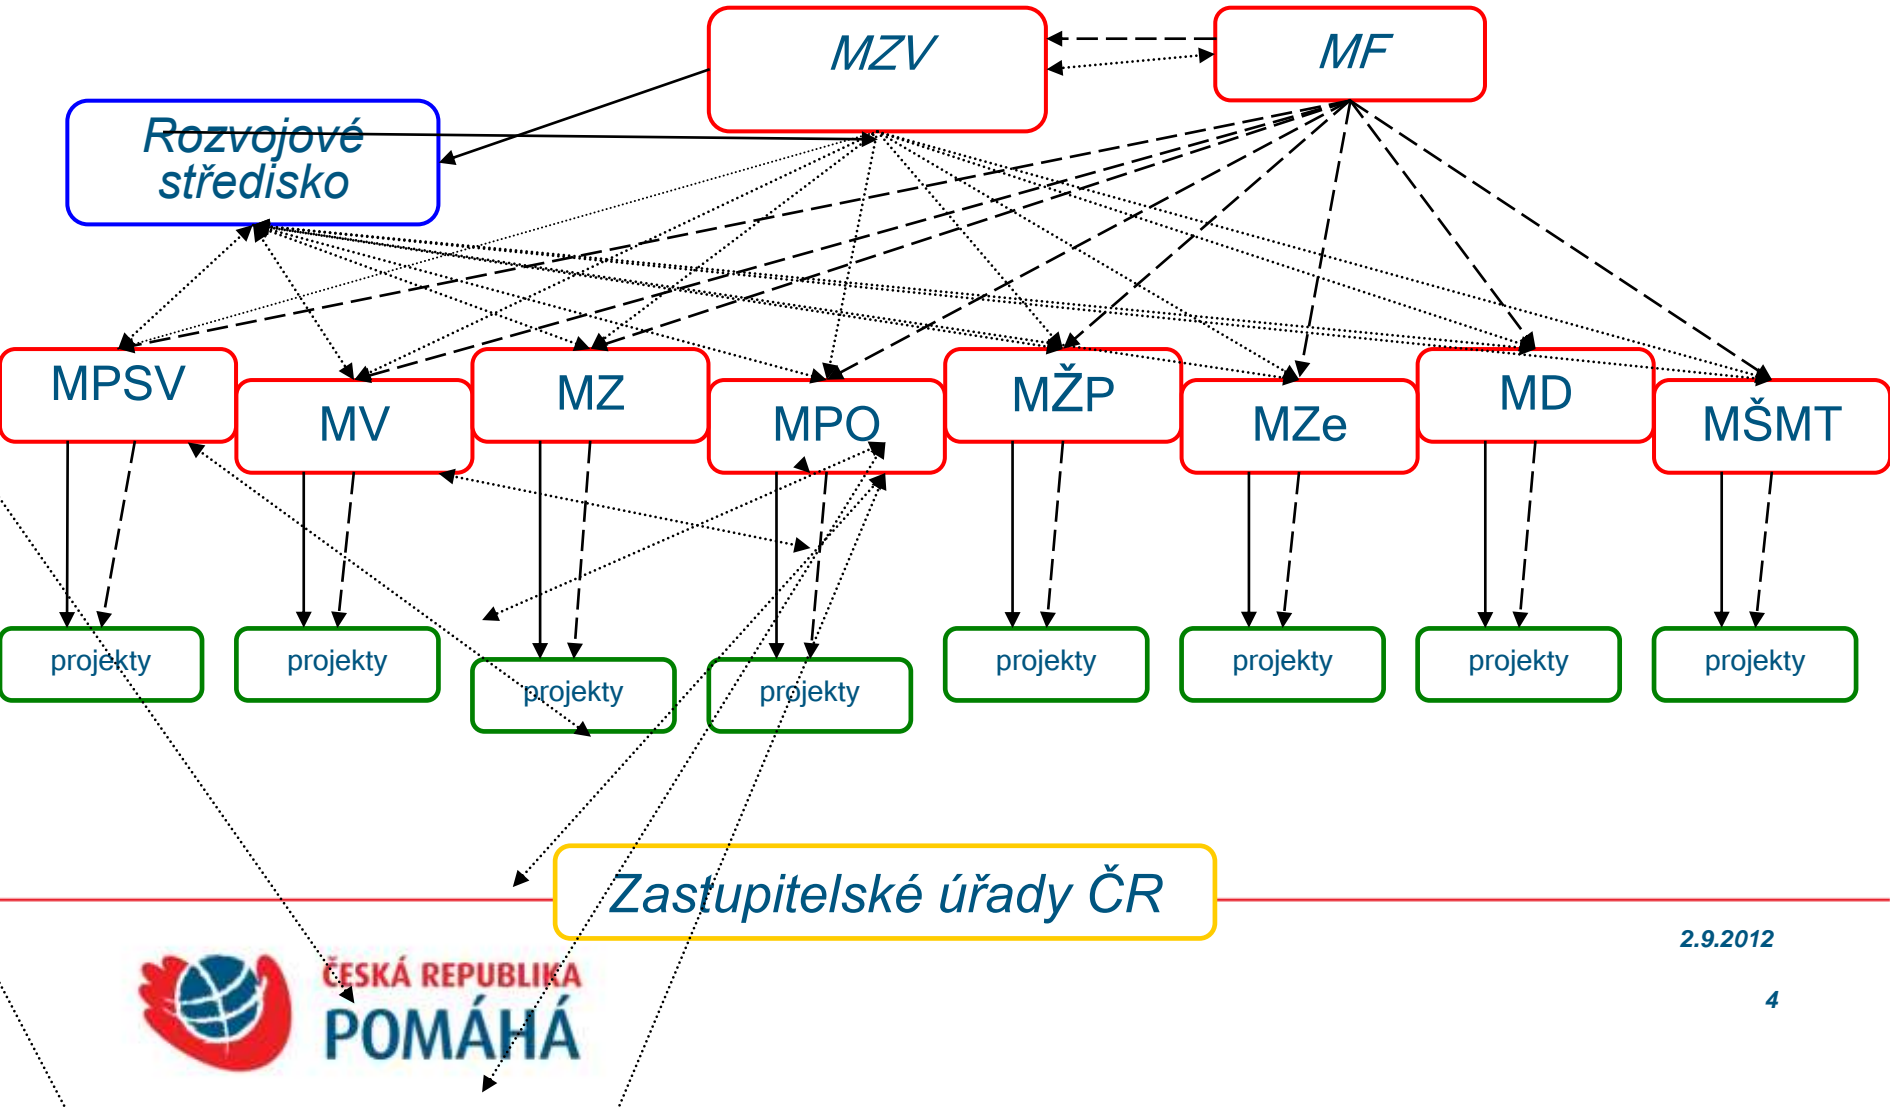 MZV
MF
Rozvojové
středisko
MPSV
MV
MZ
MPO
MŽP
MZe
MD
MŠMT
projekty
projekty
projekty
projekty
projekty
projekty
projekty
projekty
Zastupitelské úřady ČR
2.9.2012
ČESKÁ REPUBLIKA
POMÁHÁ
4